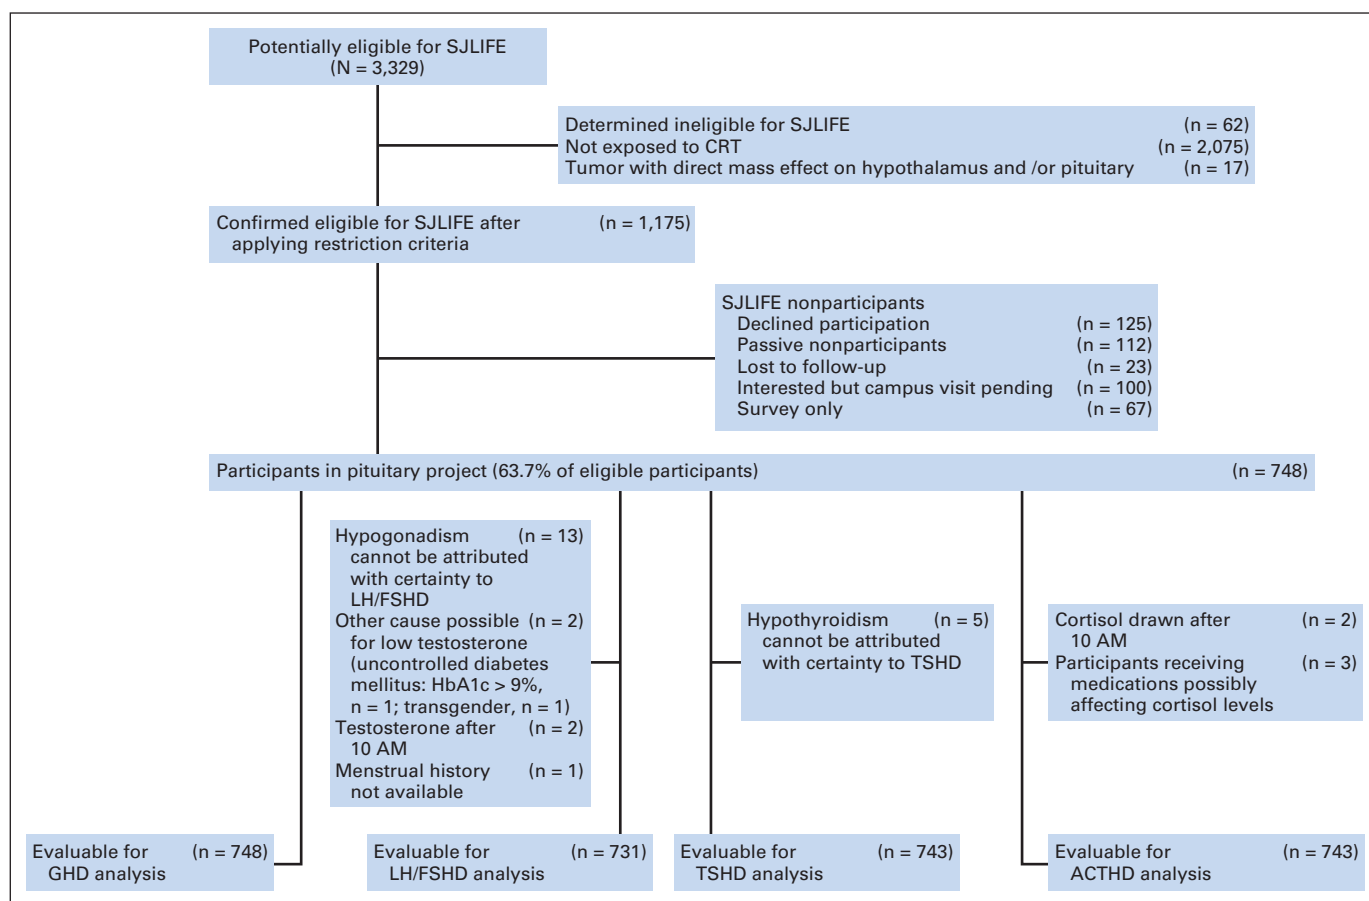 Potentially eligible for SJLIFE
(N = 3,329)
Determined ineligible for SJLIFE (n = 62)
Not exposed to CRT (n = 2,075)
Tumor with direct mass effect on hypothalamus and /or pituitary (n = 17)
Confirmed eligible for SJLIFE after (n = 1,175)
applying restriction criteria
SJLIFE nonparticipants
Declined participation (n = 125)
Passive nonparticipants (n = 112)
Lost to follow-up (n = 23)
Interested but campus visit pending (n = 100)
Survey only (n = 67)
Participants in pituitary project (63.7% of eligible participants) (n = 748)
Hypogonadism (n = 13)
cannot be attributed
with certainty to
LH/FSHD
Other cause possible (n = 2)
for low testosterone
(uncontrolled diabetes
mellitus: HbA1c > 9%,
n = 1; transgender, n = 1)
Testosterone after (n = 2)
10 AM
Menstrual history (n = 1)
not available
Hypothyroidism (n = 5)
cannot be attributed
with certainty to TSHD
Cortisol drawn after (n = 2)
10 AM
Participants receiving (n = 3)
medications possibly
affecting cortisol levels
Evaluable for (n = 748)
GHD analysis
Evaluable for (n = 731)
LH/FSHD analysis
Evaluable for (n = 743)
TSHD analysis
Evaluable for (n = 743)
ACTHD analysis